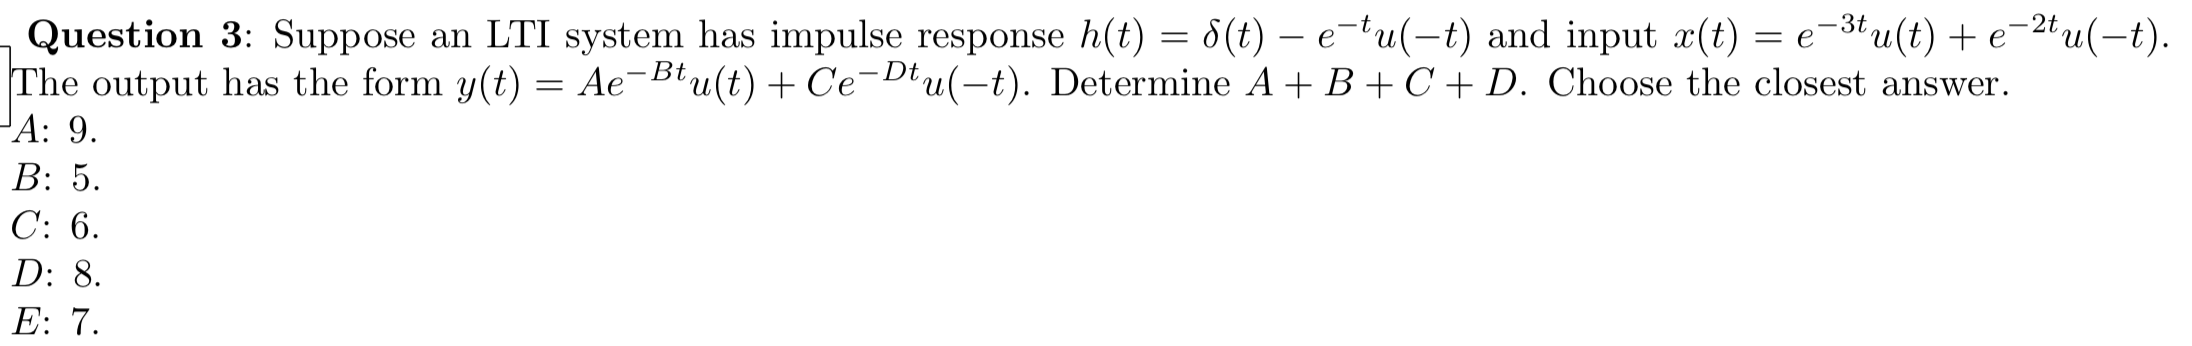 Question 3: Suppose an LTI system has impulse response h(t) = δ(t) − e^{−t}u(−t) and input x(t) = e^{−3t}u(t) + e^{−2t}u(−t).
The output has the form y(t) = Ae^{−Bt}u(t) + Ce^{−Dt}u(−t). Determine A + B + C + D. Choose the closest answer.
A: 9.
B: 5.
C: 6.
D: 8.
E: 7.